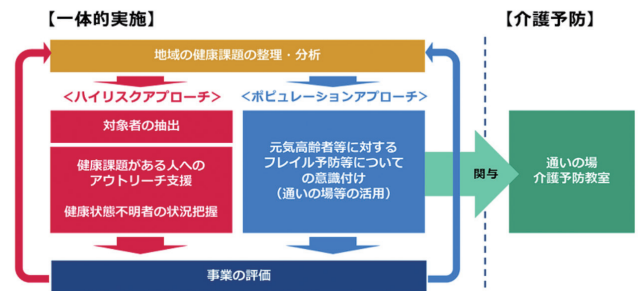 【一体的実施】
【介護予防】
地域の健康課題の整理・分析
<ハイリスクアプローチ>
対象者の抽出
健康課題がある人への
アウトリーチ支援
健康状態不明者の状況把握
<ポピュレーションアプローチ>
元気高齢者等に対する
フレイル予防等について
の意識付け
（通いの場等の活用）
関与
通いの場
介護予防教室
事業の評価